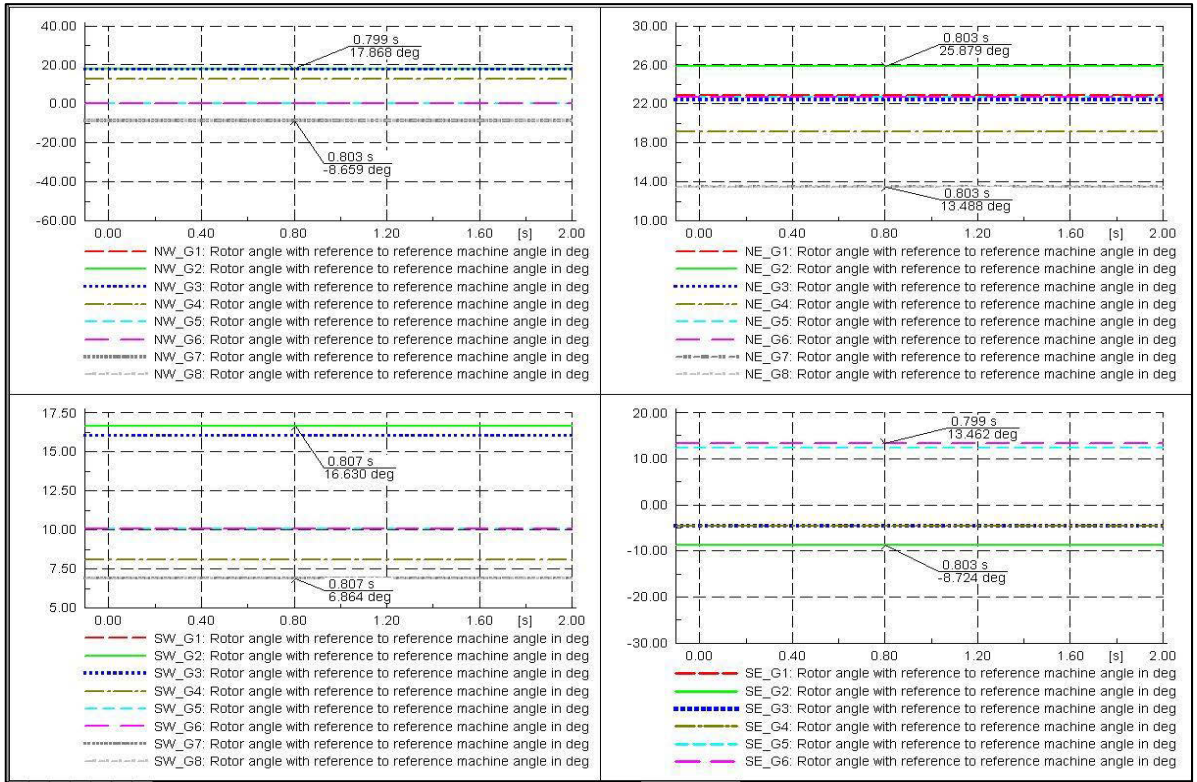 40.00
20.00
0.00
-20.00
-40.00
-60.00
0.799 s
17.868 deg
0.803 s
-8.659 deg
0.00 0.40 0.80 1.20 1.60 [s] 2.00
NW_G1: Rotor angle with reference to reference machine angle in deg
NW_G2: Rotor angle with reference to reference machine angle in deg
NW_G3: Rotor angle with reference to reference machine angle in deg
NW_G4: Rotor angle with reference to reference machine angle in deg
NW_G5: Rotor angle with reference to reference machine angle in deg
NW_G6: Rotor angle with reference to reference machine angle in deg
NW_G7: Rotor angle with reference to reference machine angle in deg
NW_G8: Rotor angle with reference to reference machine angle in deg
30.00
26.00
22.00
18.00
14.00
10.00
0.803 s
25.879 deg
0.803 s
13.488 deg
0.00 0.40 0.80 1.20 1.60 [s] 2.00
NE_G1: Rotor angle with reference to reference machine angle in deg
NE_G2: Rotor angle with reference to reference machine angle in deg
NE_G3: Rotor angle with reference to reference machine angle in deg
NE_G4: Rotor angle with reference to reference machine angle in deg
NE_G5: Rotor angle with reference to reference machine angle in deg
NE_G6: Rotor angle with reference to reference machine angle in deg
NE_G7: Rotor angle with reference to reference machine angle in deg
NE_G8: Rotor angle with reference to reference machine angle in deg
17.50
15.00
12.50
10.00
7.50
5.00
0.807 s
16.630 deg
0.807 s
6.864 deg
0.00 0.40 0.80 1.20 1.60 [s] 2.00
SW_G1: Rotor angle with reference to reference machine angle in deg
SW_G2: Rotor angle with reference to reference machine angle in deg
SW_G3: Rotor angle with reference to reference machine angle in deg
SW_G4: Rotor angle with reference to reference machine angle in deg
SW_G5: Rotor angle with reference to reference machine angle in deg
SW_G6: Rotor angle with reference to reference machine angle in deg
SW_G7: Rotor angle with reference to reference machine angle in deg
SW_G8: Rotor angle with reference to reference machine angle in deg
20.00
10.00
0.00
-10.00
-20.00
-30.00
0.799 s
13.462 deg
0.803 s
-8.724 deg
0.00 0.40 0.80 1.20 1.60 [s] 2.00
SE_G1: Rotor angle with reference to reference machine angle in deg
SE_G2: Rotor angle with reference to reference machine angle in deg
SE_G3: Rotor angle with reference to reference machine angle in deg
SE_G4: Rotor angle with reference to reference machine angle in deg
SE_G5: Rotor angle with reference to reference machine angle in deg
SE_G6: Rotor angle with reference to reference machine angle in deg